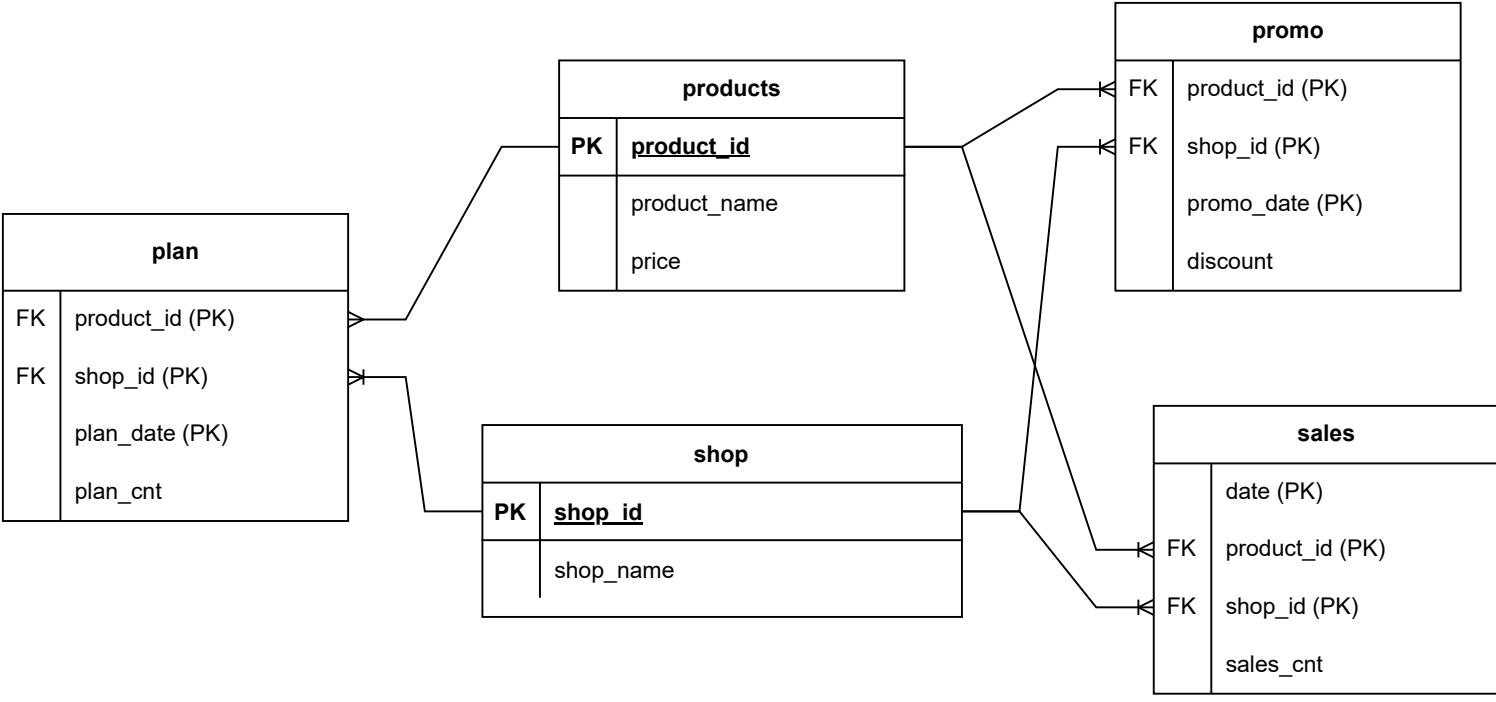 plan
FK product_id (PK)
FK shop_id (PK)
plan_date (PK)
plan_cnt
products
PK product_id
product_name
price
shop
PK shop_id
shop_name
promo
FK product_id (PK)
FK shop_id (PK)
promo_date (PK)
discount
sales
date (PK)
FK product_id (PK)
FK shop_id (PK)
sales_cnt